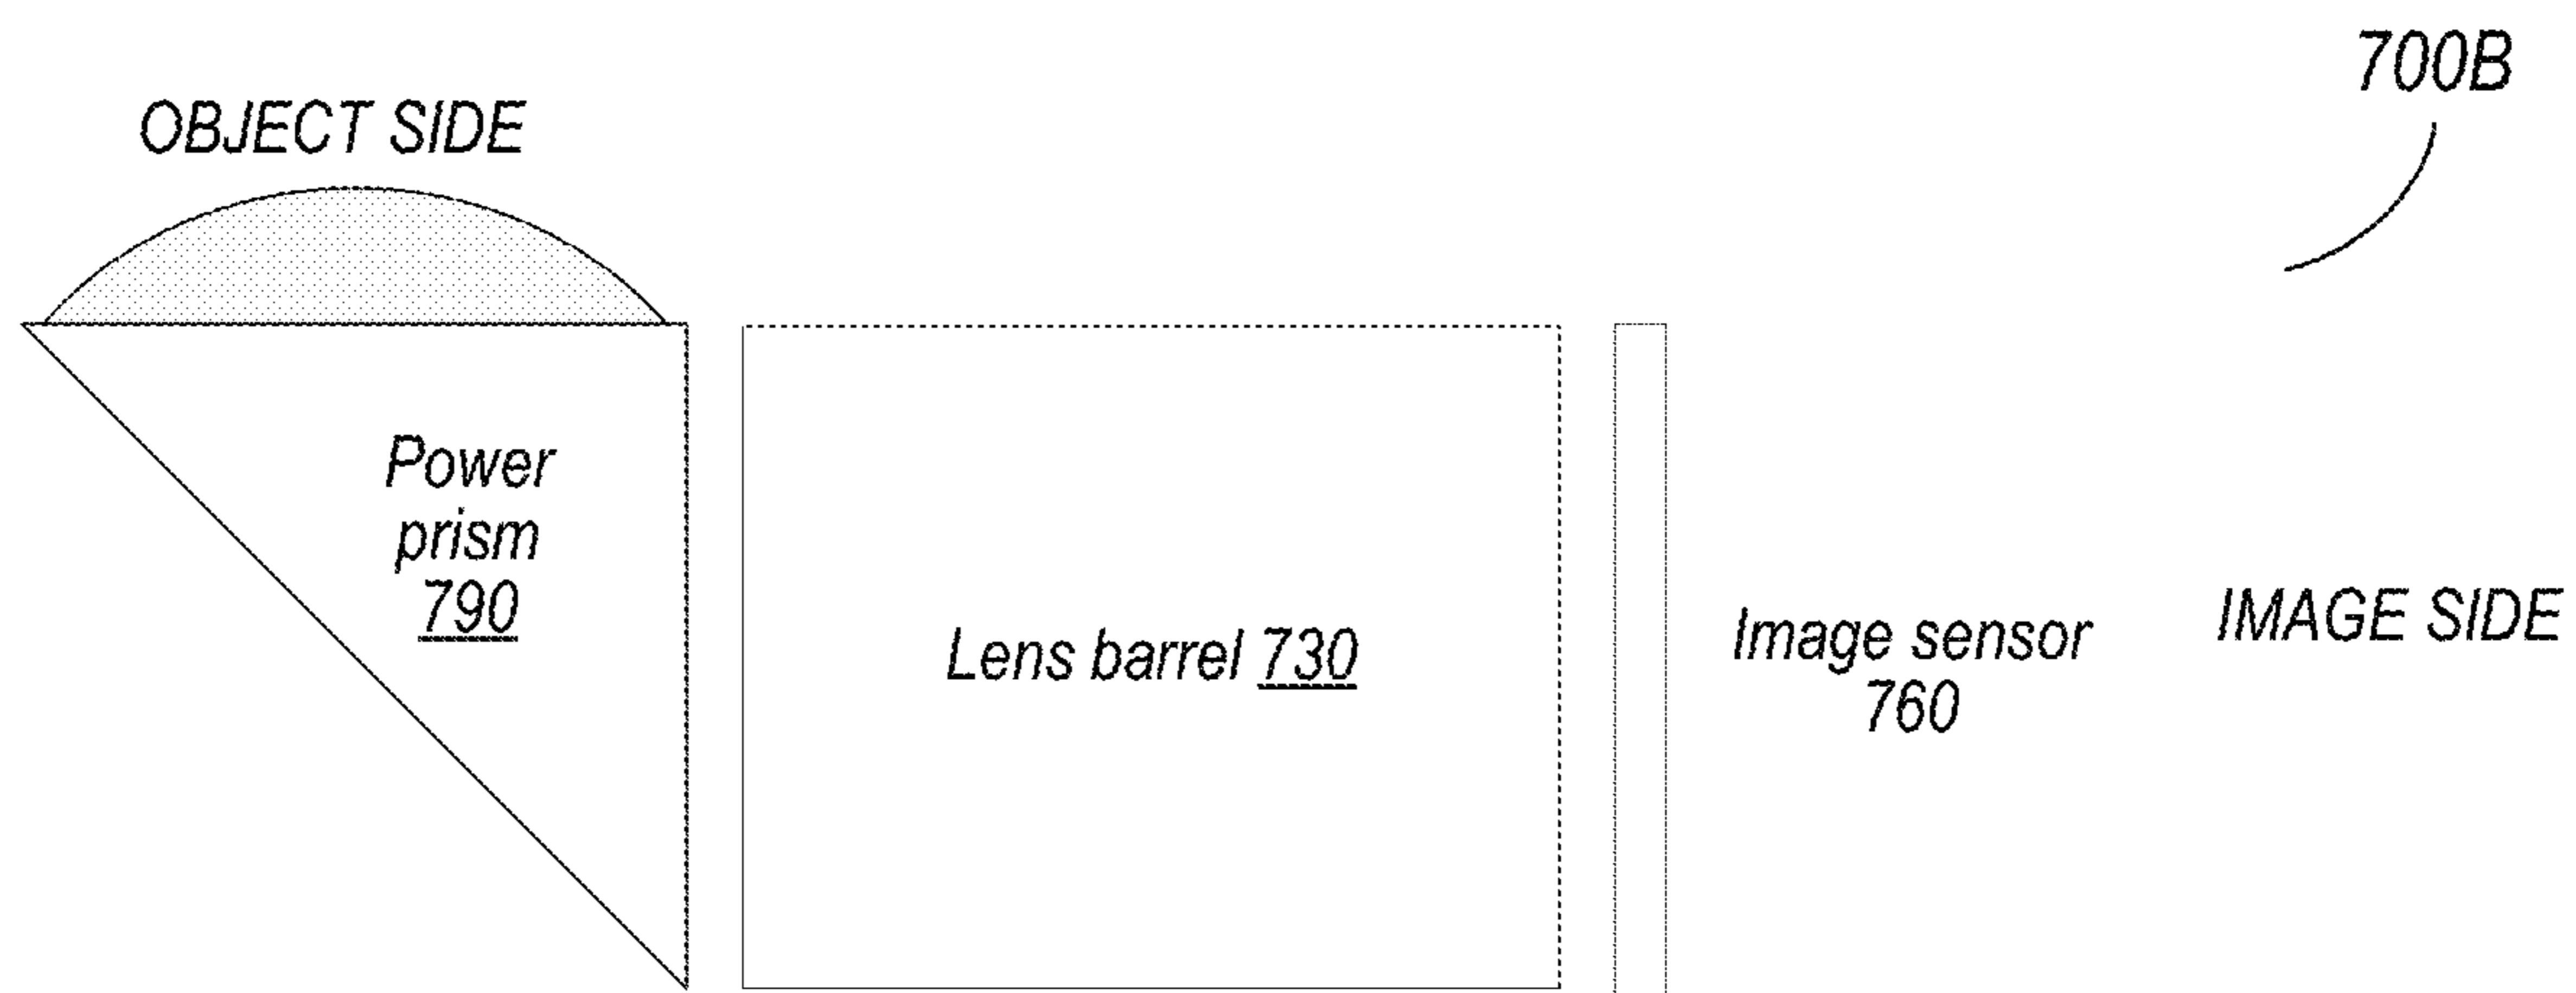 700B
OBJECT SIDE
Power
prism
790
Lens barrel 730
Image sensor
760
IMAGE SIDE